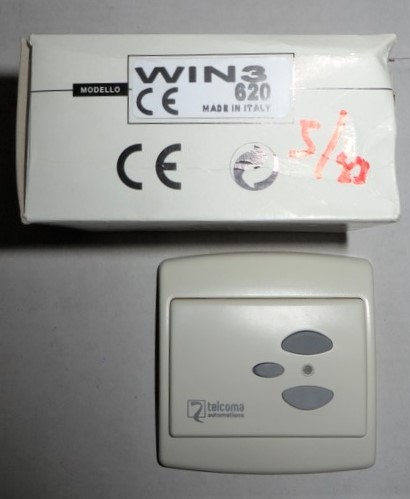 MODELLO
WIN3
CE 620
MADE IN ITALY
CE
telcoma
automations